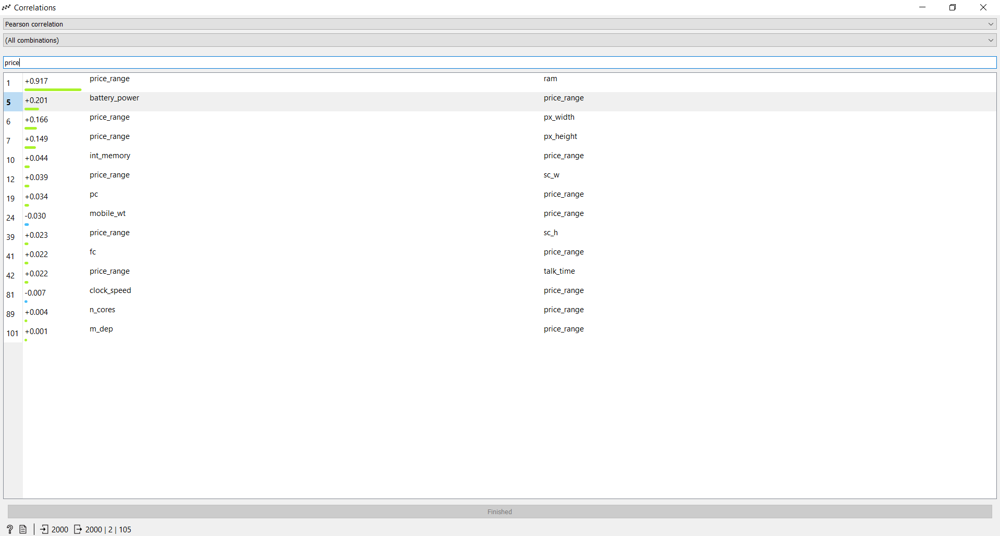 Correlations
Pearson correlation
(All combinations)
price
1 +0.917 price_range ram
5 +0.201 battery_power price_range
6 +0.166 price_range px_width
7 +0.149 price_range px_height
10 +0.044 int_memory price_range
12 +0.039 price_range sc_w
19 +0.034 pc price_range
24 -0.030 mobile_wt price_range
39 +0.023 price_range sc_h
41 +0.022 fc price_range
42 +0.022 price_range talk_time
81 -0.007 clock_speed price_range
89 +0.004 n_cores price_range
101 +0.001 m_dep price_range
Finished
? 2000 2000 | 2 | 105